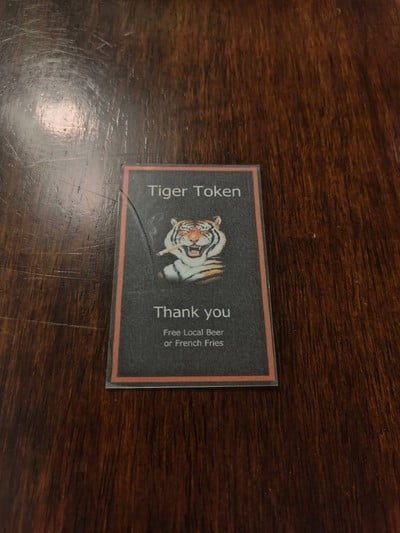 Tiger Token
Thank you
Free Local Beer
or French Fries